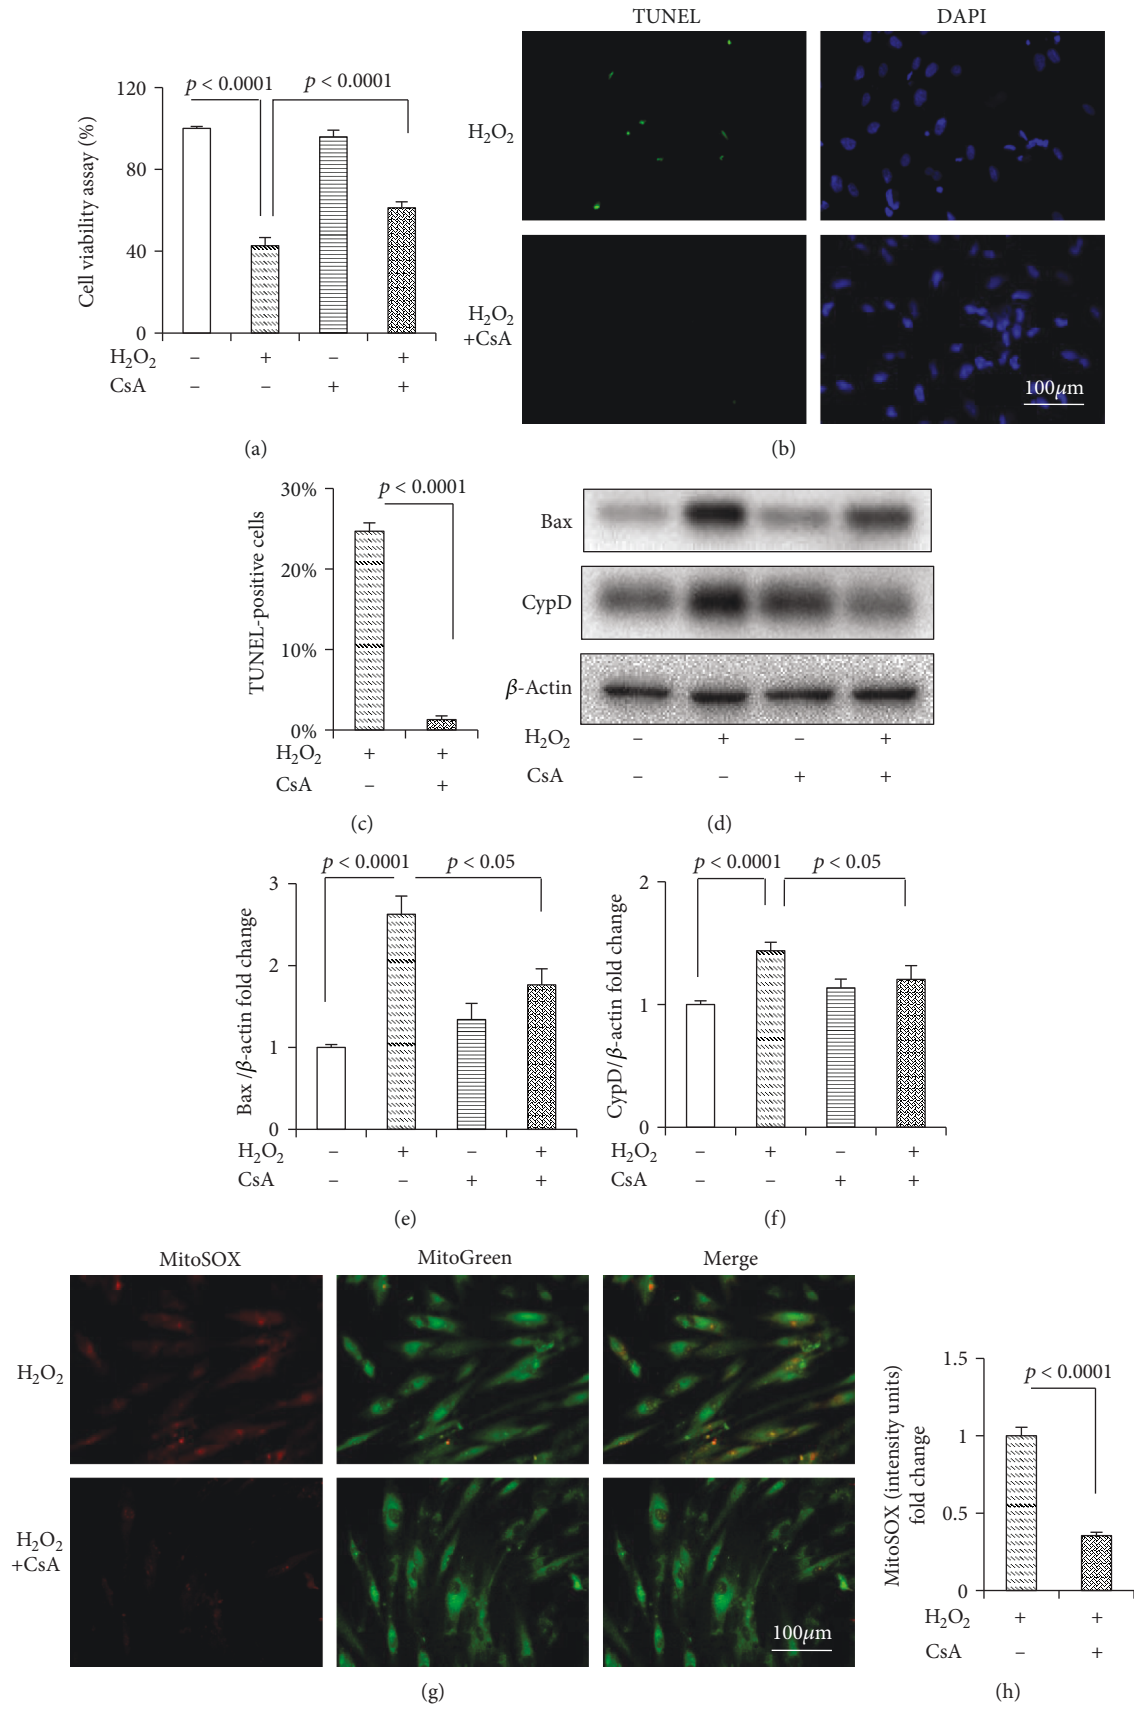 p < 0.0001 p < 0.0001
120
80
40
0
Cell viability assay (%)
H₂O₂ – + – +
CsA – – + +
(a)
TUNEL DAPI
H₂O₂
H₂O₂
+CsA
100μm
(b)
p < 0.0001
30%
20%
10%
0%
TUNEL-positive cells
H₂O₂ + +
CsA – +
(c)
Bax
CypD
β-Actin
H₂O₂ – + – +
CsA – – + +
(d)
p < 0.0001 p < 0.05
3
2
1
0
Bax /β-actin fold change
H₂O₂ – + – +
CsA – – + +
(e)
p < 0.0001 p < 0.05
2
1
0
CypD/β-actin fold change
H₂O₂ – + – +
CsA – – + +
(f)
MitoSOX MitoGreen Merge
H₂O₂
H₂O₂
+CsA
100μm
(g)
p < 0.0001
1.5
1
0.5
0
MitoSOX (intensity units)
fold change
H₂O₂ + +
CsA – +
(h)